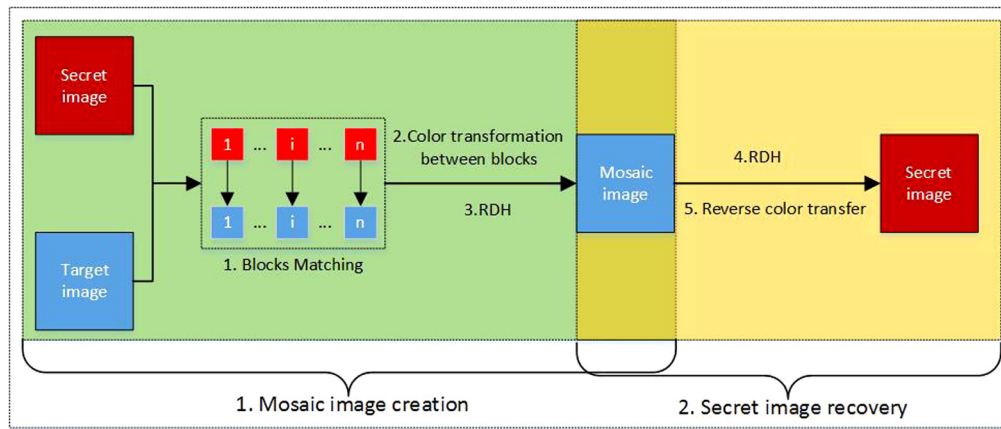 Secret
image
Target
image
1 ... i ... n
1 ... i ... n
1. Blocks Matching
2.Color transformation
between blocks
3.RDH
Mosaic
image
4.RDH
5. Reverse color transfer
Secret
image
1. Mosaic image creation
2. Secret image recovery